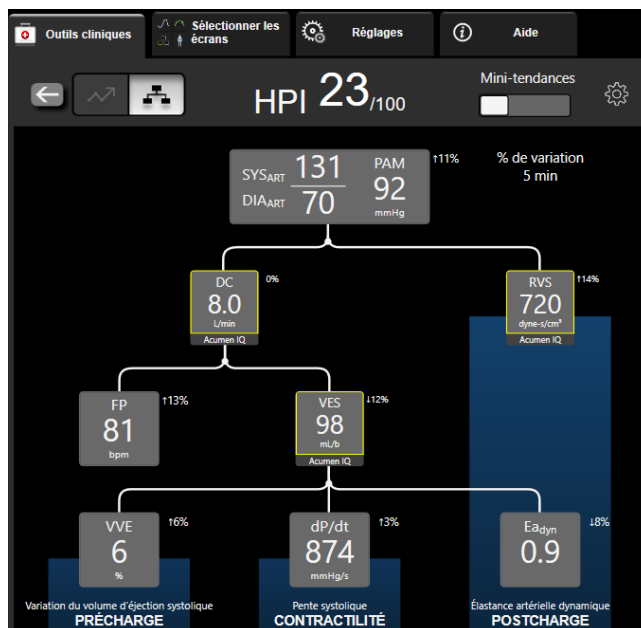 Outils cliniques
Sélectionner les
écrans
Réglages
Aide
HPI 23/100
Mini-tendances
SYSART 131
DIAART 70
PAM
92
mmHg
↑11%
% de variation
5 min
DC
8.0
L/min
Acumen IQ
0%
RVS
720
dyne-s/cm⁵
Acumen IQ
↑14%
FP
81
bpm
↑13%
VES
98
mL/b
Acumen IQ
↓12%
VVE
6
%
↑6%
dP/dt
874
mmHg/s
↑3%
Eadyn
0.9
↓8%
Variation du volume d'éjection systolique
PRÉCHARGE
Pente systolique
CONTRACTILITÉ
Élastance artérielle dynamique
POSTCHARGE